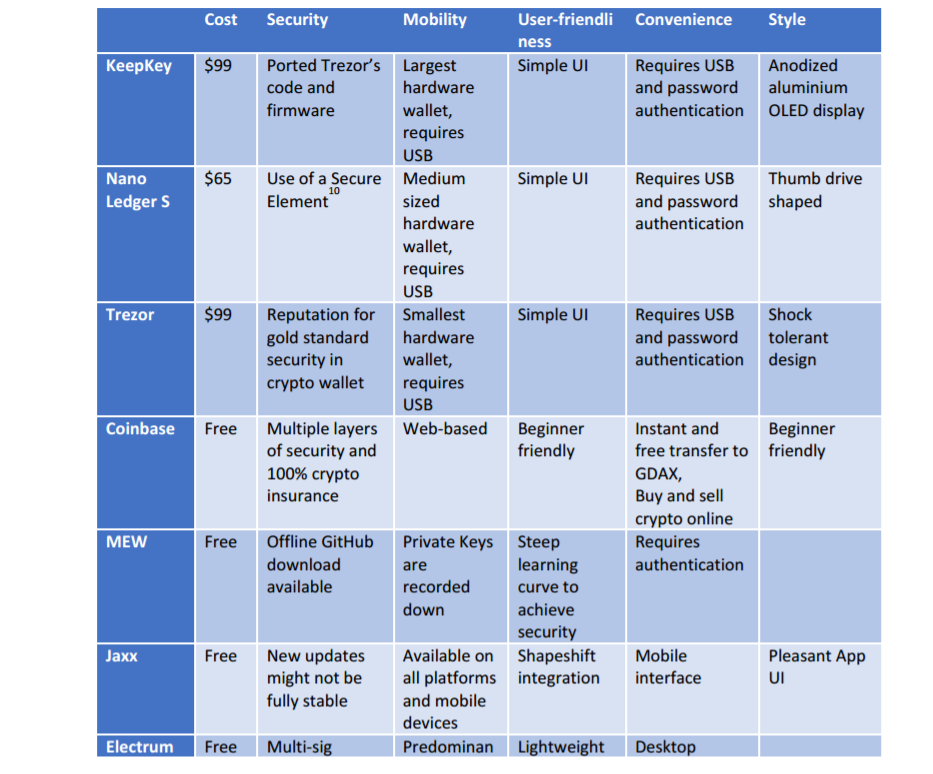 Cost Security Mobility User-friendli Convenience Style
ness
KeepKey $99 Ported Trezor’s Largest Simple UI Requires USB Anodized
code and hardware and password aluminium
firmware wallet, authentication OLED display
requires
USB
Nano $65 Use of a Secure Medium Simple UI Requires USB Thumb drive
Ledger S Element10 sized and password shaped
hardware authentication
wallet,
requires
USB
Trezor $99 Reputation for Smallest Simple UI Requires USB Shock
gold standard hardware and password tolerant
security in wallet, authentication design
crypto wallet requires
USB
Coinbase Free Multiple layers Web-based Beginner Instant and Beginner
of security and friendly free transfer to friendly
100% crypto GDAX,
insurance Buy and sell
crypto online
MEW Free Offline GitHub Private Keys Steep Requires
download are learning authentication
available recorded curve to
down achieve
security
Jaxx Free New updates Available on Shapeshift Mobile Pleasant App
might not be all platforms integration interface UI
fully stable and mobile
devices
Electrum Free Multi-sig Predominan Lightweight Desktop